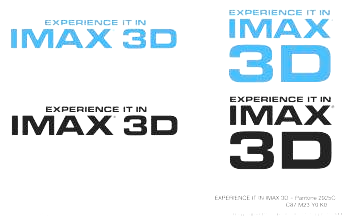 EXPERIENCE IT IN
IMAX 3D
EXPERIENCE IT IN
IMAX
3D
EXPERIENCE IT IN
IMAX® 3D
EXPERIENCE IT IN
IMAX®
3D
EXPERIENCE IT IN IMAX 3D - Pantone 2925C
C87 M23 Y0 K0